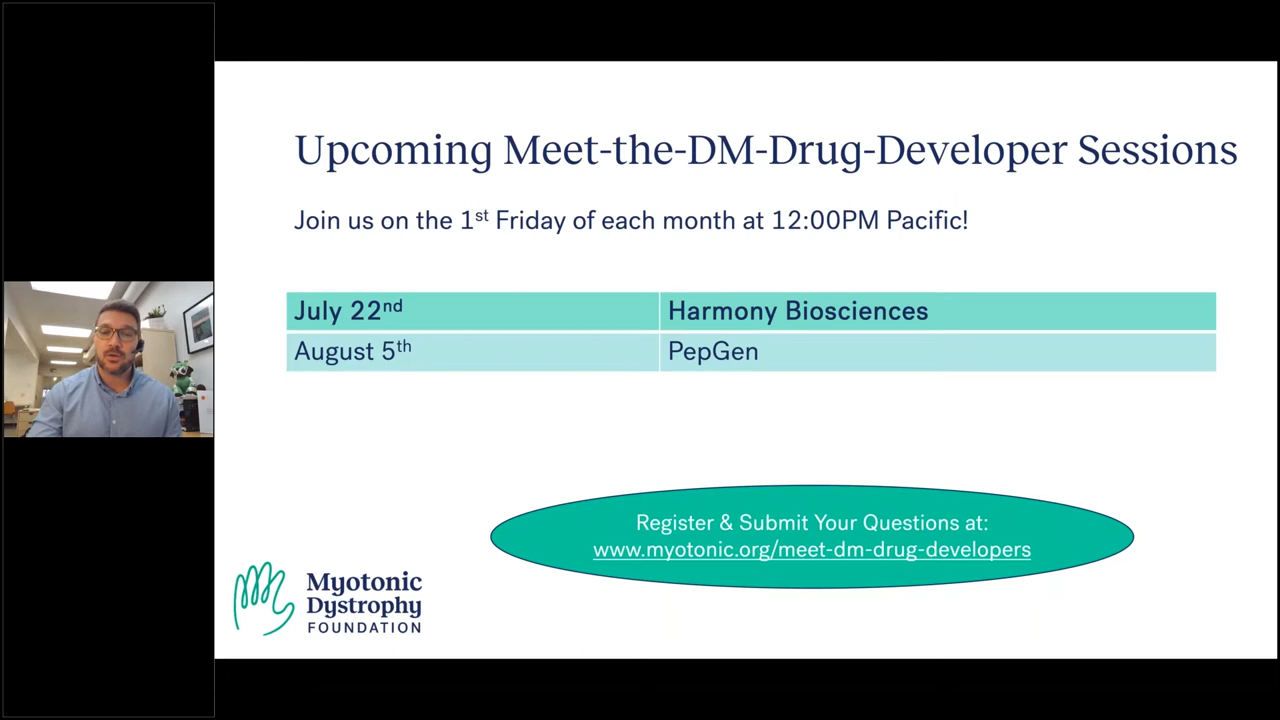 Upcoming Meet-the-DM-Drug-Developer Sessions
Join us on the 1st Friday of each month at 12:00PM Pacific!
July 22nd Harmony Biosciences
August 5th PepGen
Register & Submit Your Questions at:
www.myotonic.org/meet-dm-drug-developers
Myotonic
Dystrophy
FOUNDATION